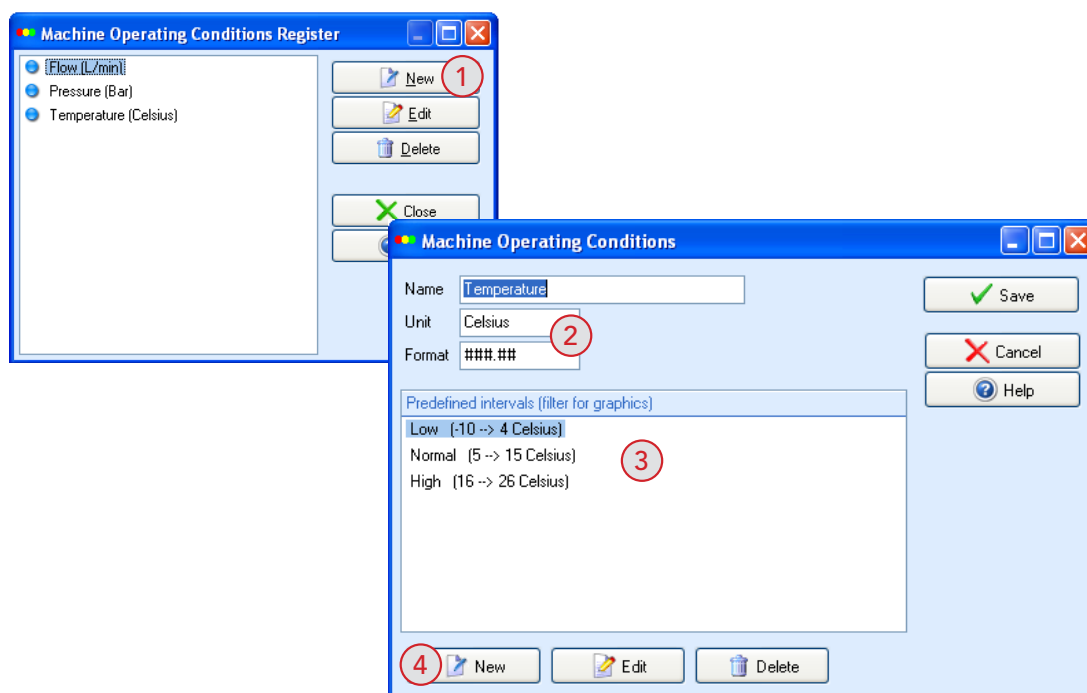 Machine Operating Conditions Register
Flow (L/min)
Pressure (Bar)
Temperature (Celsius)
New
1
Edit
Delete
Close
Machine Operating Conditions
Name Temperature
Unit Celsius
2
Format ###.##
Save
Cancel
Help
Predefined intervals (filter for graphics)
Low (-10 --> 4 Celsius)
Normal (5 --> 15 Celsius)
High (16 --> 26 Celsius)
3
4
New
Edit
Delete